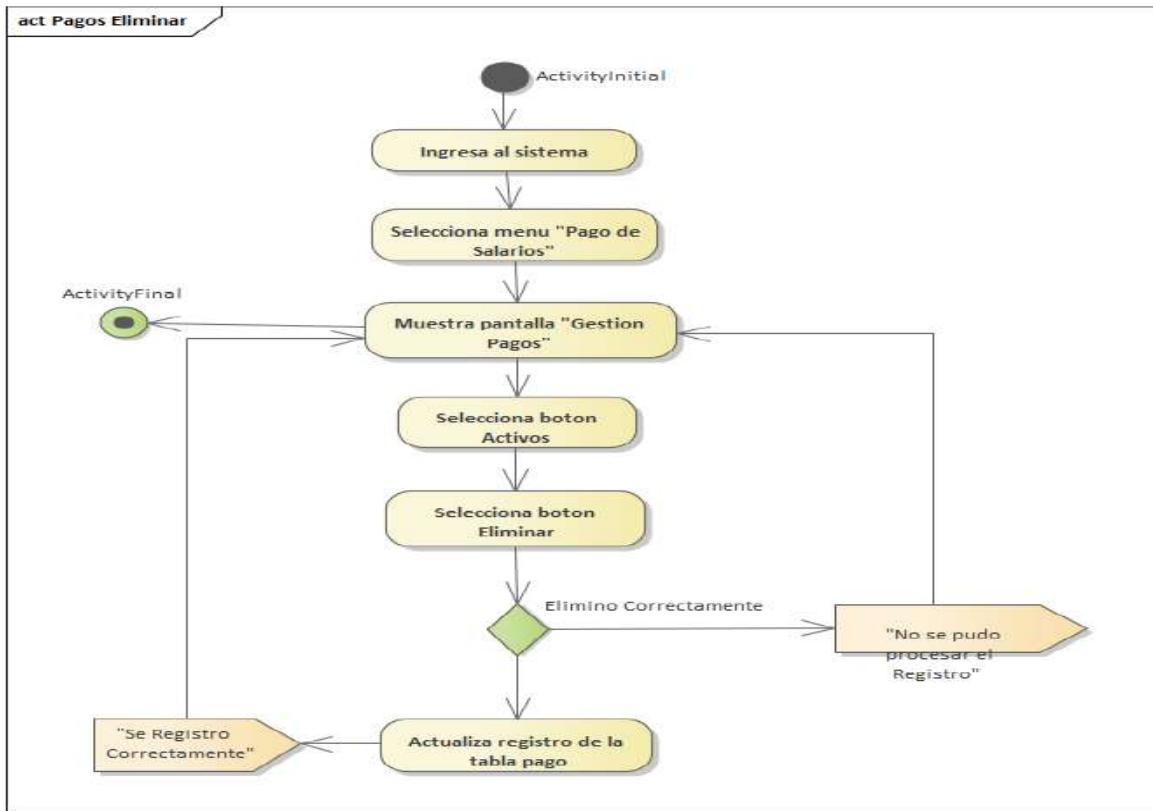 act Pagos Eliminar
ActivityInitial
Ingresa al sistema
Selecciona menu "Pago de
Salarios"
ActivityFinal
Muestra pantalla "Gestion
Pagos"
Selecciona boton
Activos
Selecciona boton
Eliminar
Elimino Correctamente
"No se pudo
procesar el
Registro"
"Se Registro
Correctamente"
Actualiza registro de la
tabla pago